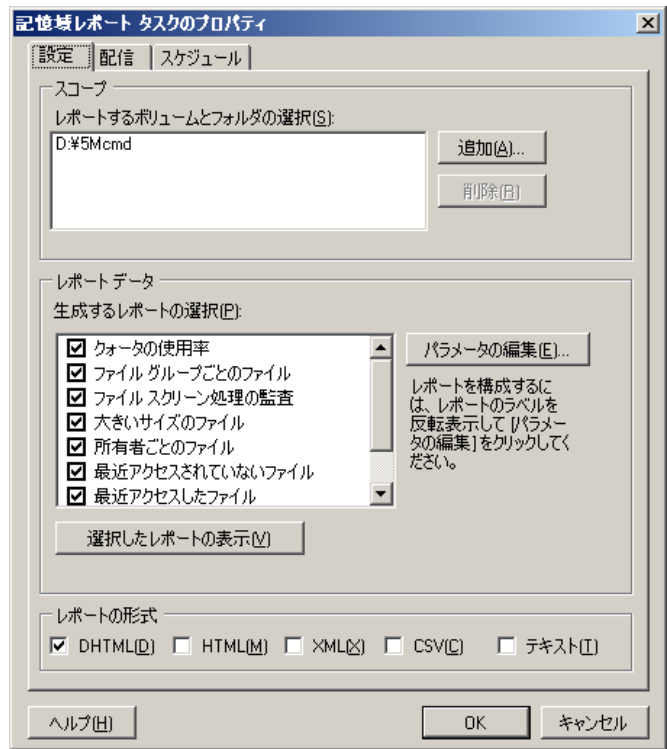 記憶域レポート タスクのプロパティ
設定
配信
スケジュール
スコープ
レポートするボリュームとフォルダの選択(S):
D:¥5Mcmd
追加(A)...
削除(R)
レポート データ
生成するレポートの選択(P):
クォータの使用率
ファイル グループごとのファイル
ファイル スクリーン処理の監査
大きいサイズのファイル
所有者ごとのファイル
最近アクセスされていないファイル
最近アクセスしたファイル
パラメータの編集(E)...
レポートを構成するに
は、レポートのラベルを
反転表示して [パラメー
タの編集] をクリックしてく
ださい。
選択したレポートの表示(V)
レポートの形式
DHTML(D)
HTML(M)
XML(X)
CSV(C)
テキスト(T)
ヘルプ(H)
OK
キャンセル